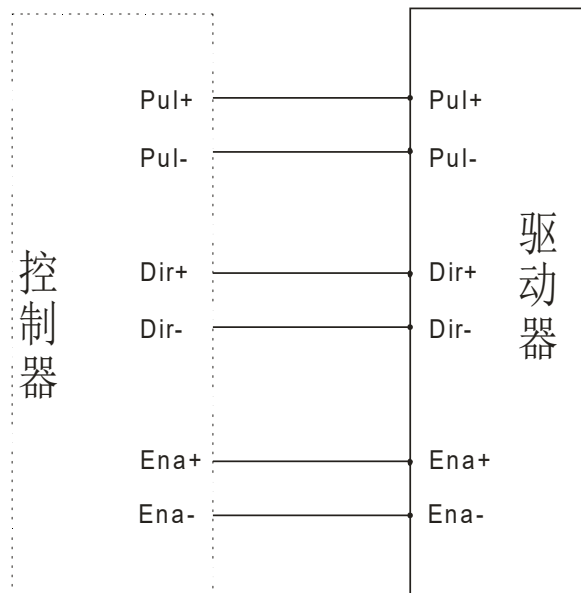 Pul+
Pul+
Pul-
Pul-
控制器
驱动器
Dir+
Dir+
Dir-
Dir-
Ena+
Ena+
Ena-
Ena-